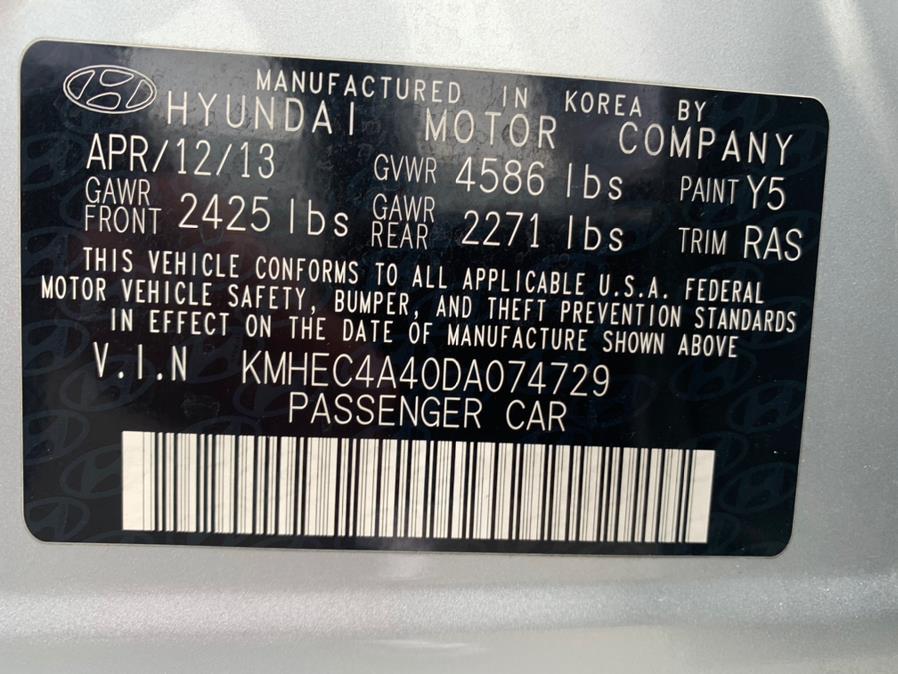 MANUFACTURED IN KOREA BY
HYUNDAI MOTOR COMPANY
APR/12/13 GVWR 4586 lbs PAINT Y5
GAWR FRONT 2425 lbs GAWR REAR 2271 lbs TRIM RAS
THIS VEHICLE CONFORMS TO ALL APPLICABLE U.S.A. FEDERAL
MOTOR VEHICLE SAFETY, BUMPER, AND THEFT PREVENTION STANDARDS
IN EFFECT ON THE DATE OF MANUFACTURE SHOWN ABOVE
V.I.N KMHEC4A40DA074729
PASSENGER CAR